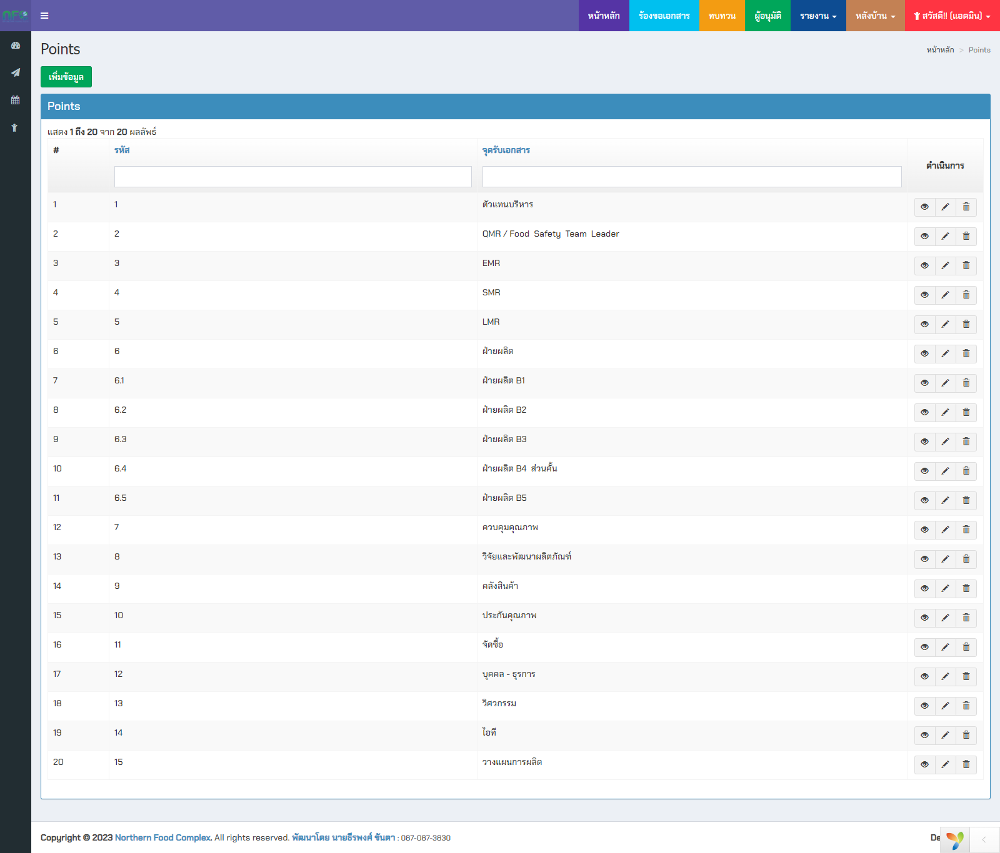 NFC
หน้าหลัก ร้องขอเอกสาร ทบทวน ผู้อนุมัติ รายงาน หลังบ้าน สวัสดี!! (แอดมิน)
Points
หน้าหลัก > Points
เพิ่มข้อมูล
Points
แสดง 1 ถึง 20 จาก 20 ผลลัพธ์
# รหัส จุดรับเอกสาร ดำเนินการ
1 1 ตัวแทนบริหาร
2 2 QMR / Food Safety Team Leader
3 3 EMR
4 4 SMR
5 5 LMR
6 6 ฝ่ายผลิต
7 6.1 ฝ่ายผลิต B1
8 6.2 ฝ่ายผลิต B2
9 6.3 ฝ่ายผลิต B3
10 6.4 ฝ่ายผลิต B4 ส่วนคั้น
11 6.5 ฝ่ายผลิต B5
12 7 ควบคุมคุณภาพ
13 8 วิจัยและพัฒนาผลิตภัณฑ์
14 9 คลังสินค้า
15 10 ประกันคุณภาพ
16 11 จัดซื้อ
17 12 บุคคล - ธุรการ
18 13 วิศวกรรม
19 14 ไอที
20 15 วางแผนการผลิต
Copyright © 2023 Northern Food Complex. All rights reserved. พัฒนาโดย นายธีรพงศ์ ขันตา : 087-087-3830